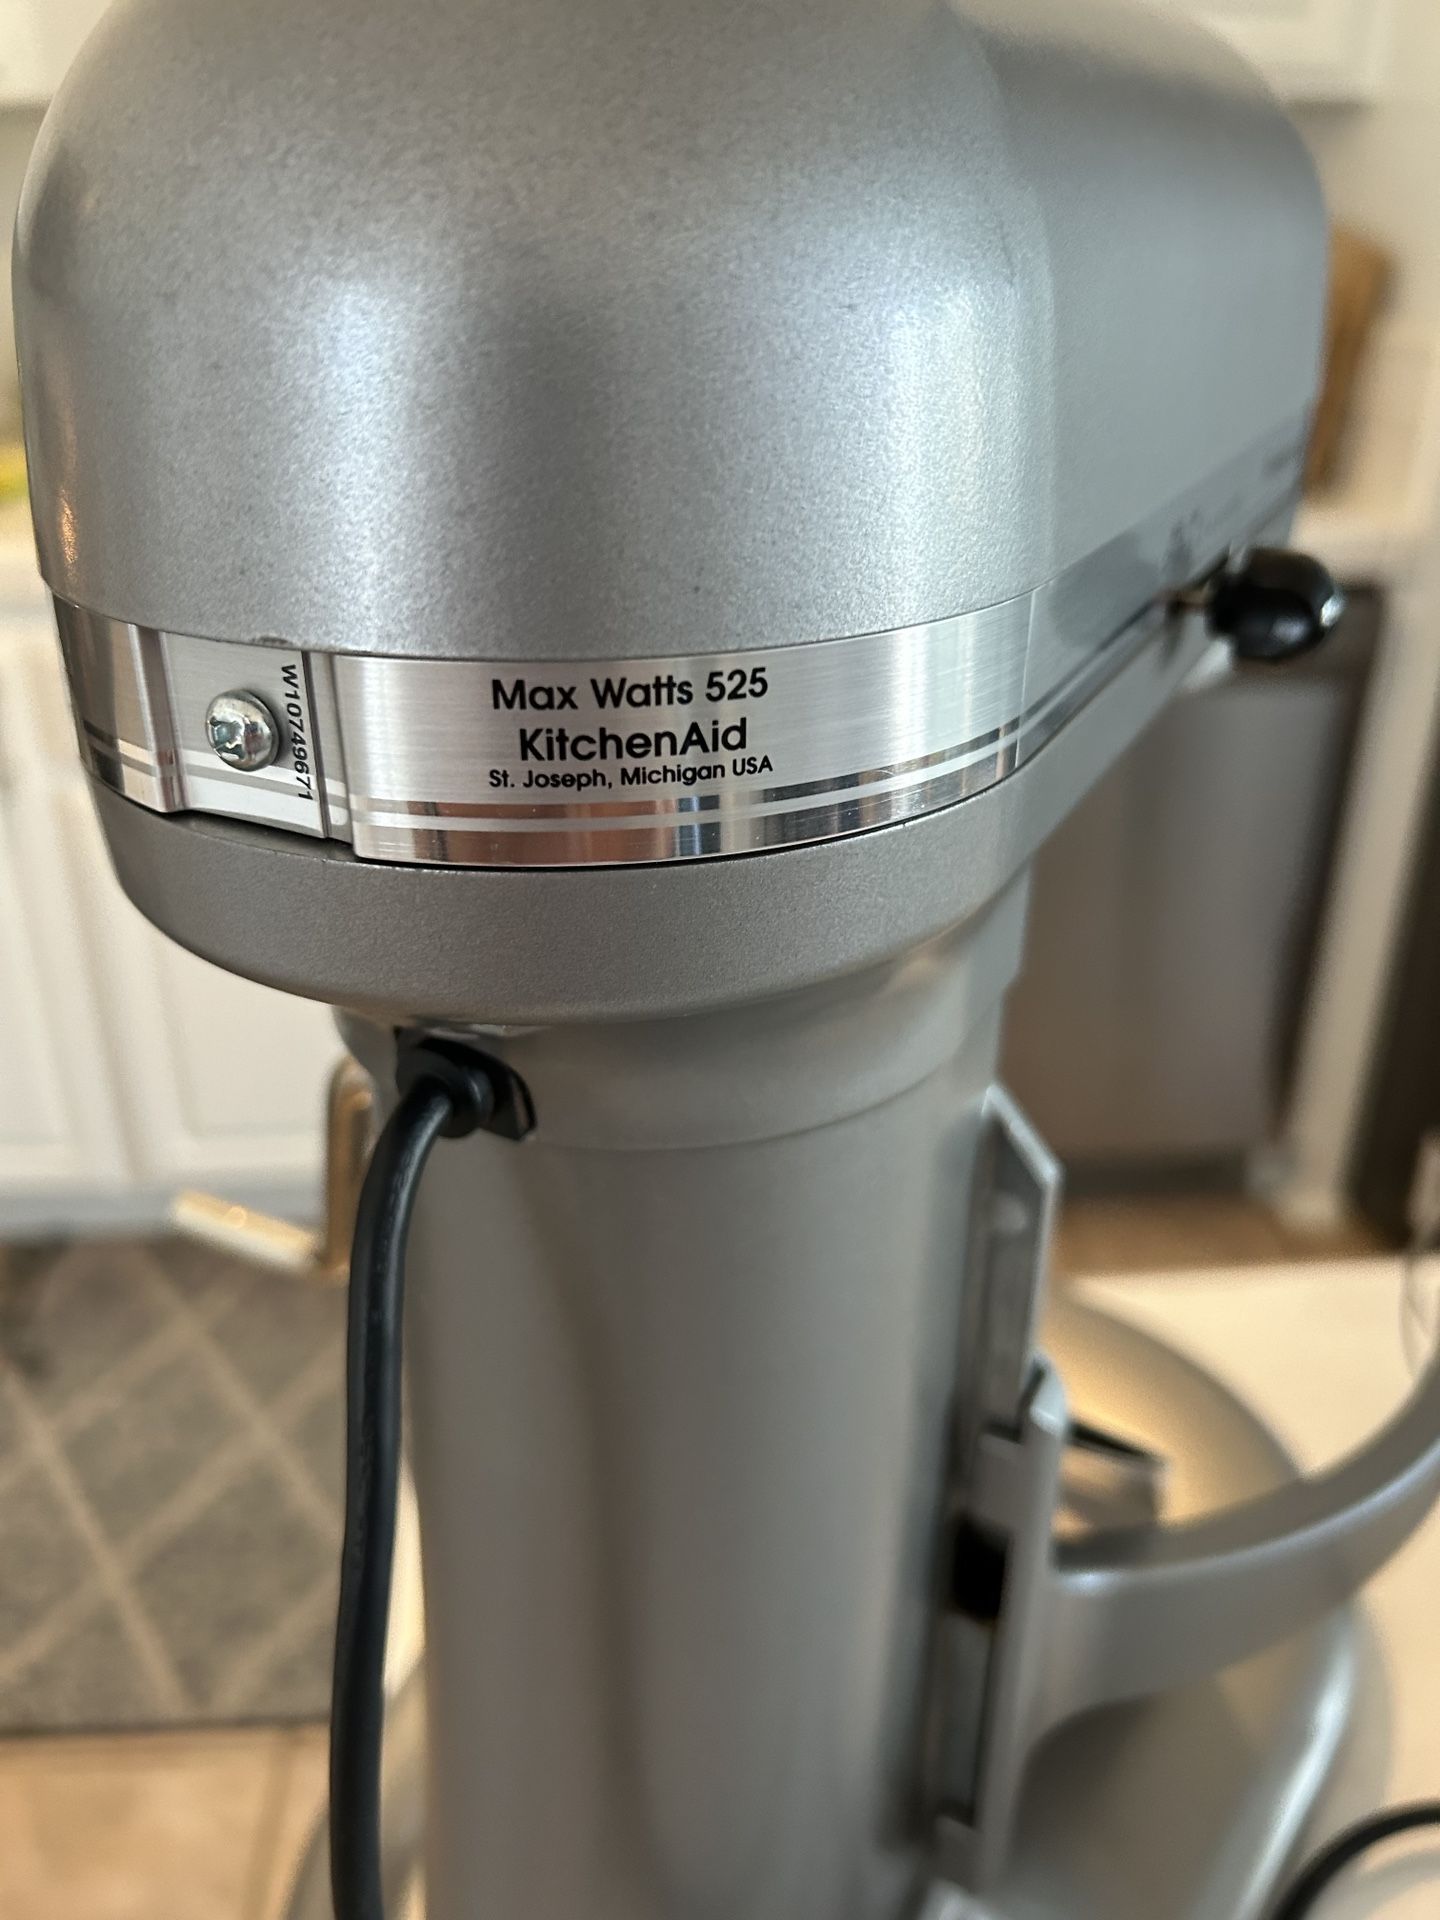 Max Watts 525
KitchenAid
St. Joseph, Michigan USA
W10749671